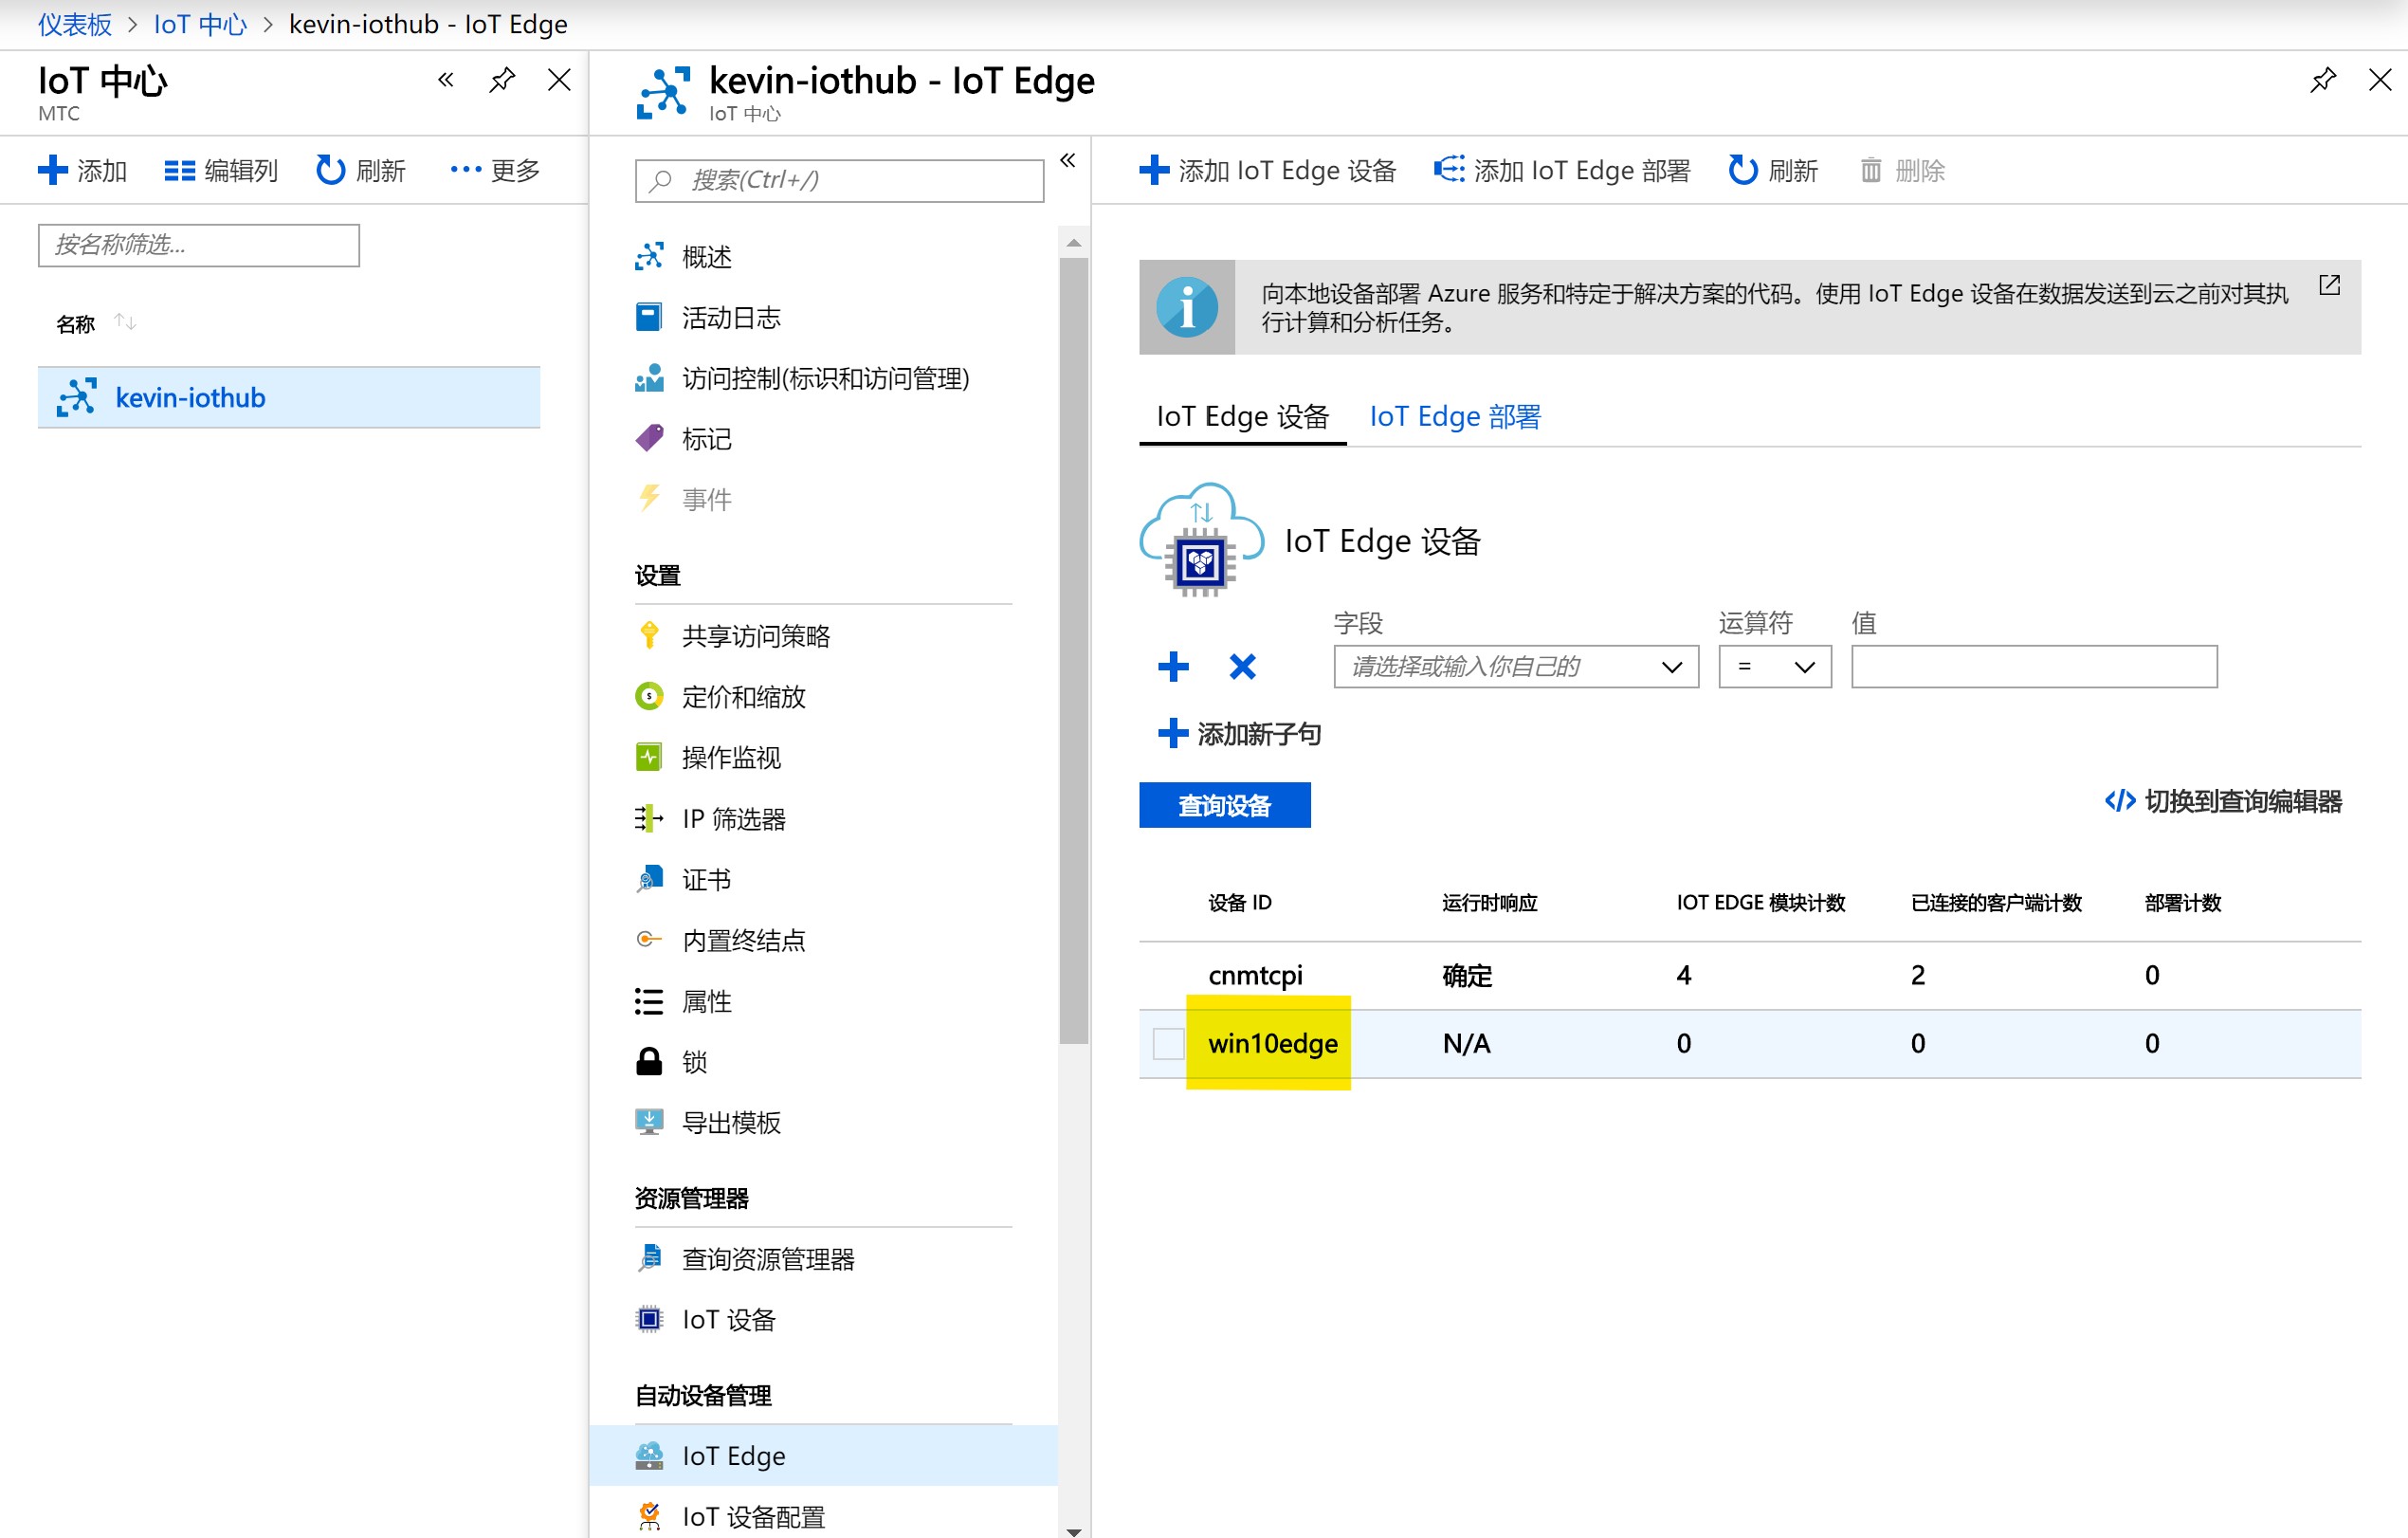 仪表板 > IoT 中心 > kevin-iothub - IoT Edge
IoT 中心
MTC
添加 编辑列 刷新 更多
按名称筛选...
名称
kevin-iothub
kevin-iothub - IoT Edge
IoT 中心
搜索(Ctrl+/)
概述
活动日志
访问控制(标识和访问管理)
标记
事件
设置
共享访问策略
定价和缩放
操作监视
IP 筛选器
证书
内置终结点
属性
锁
导出模板
资源管理器
查询资源管理器
IoT 设备
自动设备管理
IoT Edge
IoT 设备配置
添加 IoT Edge 设备 添加 IoT Edge 部署 刷新 删除
向本地设备部署 Azure 服务和特定于解决方案的代码。使用 IoT Edge 设备在数据发送到云之前对其执
行计算和分析任务。
IoT Edge 设备 IoT Edge 部署
IoT Edge 设备
字段 运算符 值
请选择或输入你自己的 =
添加新子句
查询设备 切换到查询编辑器
设备 ID 运行时响应 IOT EDGE 模块计数 已连接的客户端计数 部署计数
cnmtcpi 确定 4 2 0
win10edge N/A 0 0 0